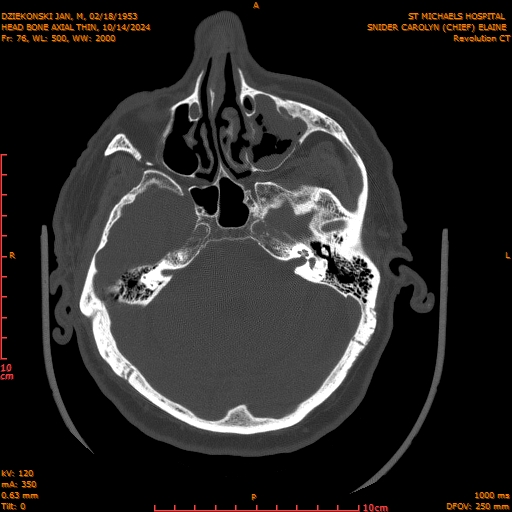 DZIEKONSKI JAN, M, 02/18/1953
HEAD BONE AXIAL THIN, 10/14/2024
Fr: 76, WL: 500, WW: 2000
A
ST MICHAELS HOSPITAL
SNIDER CAROLYN (CHIEF) ELAINE
Revolution CT
R
L
10
cm
kV: 120
mA: 350
0.63 mm
Tilt: 0
P
10cm
1000 ms
DFOV: 250 mm